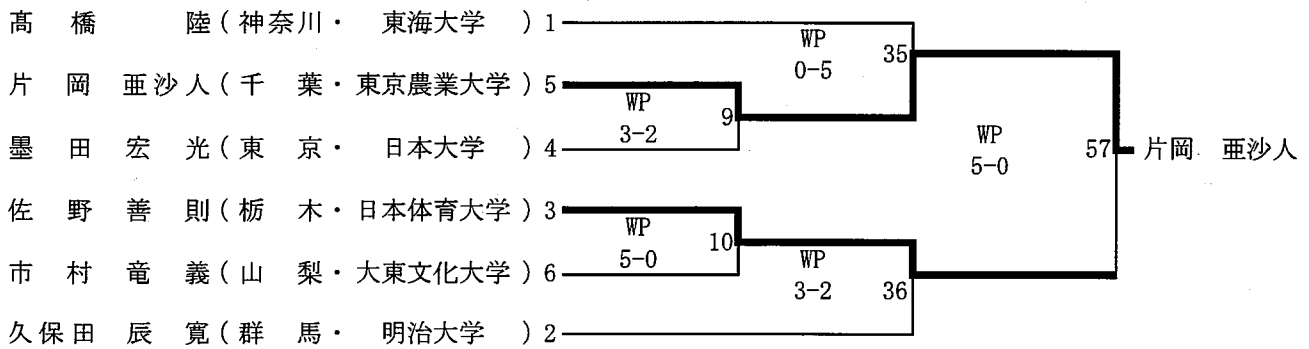 髙橋 陸(神奈川・ 東海大学 )1
WP
0-5
35
片岡 亜沙人(千葉・東京農業大学)5
WP
3-2
9
墨田宏光(東京・ 日本大学 )4
WP
5-0
57
片岡 亜沙人
佐野善則(栃木・日本体育大学)3
WP
5-0
10
市村竜義(山梨・大東文化大学)6
WP
3-2
36
久保田辰寛(群馬・ 明治大学 )2